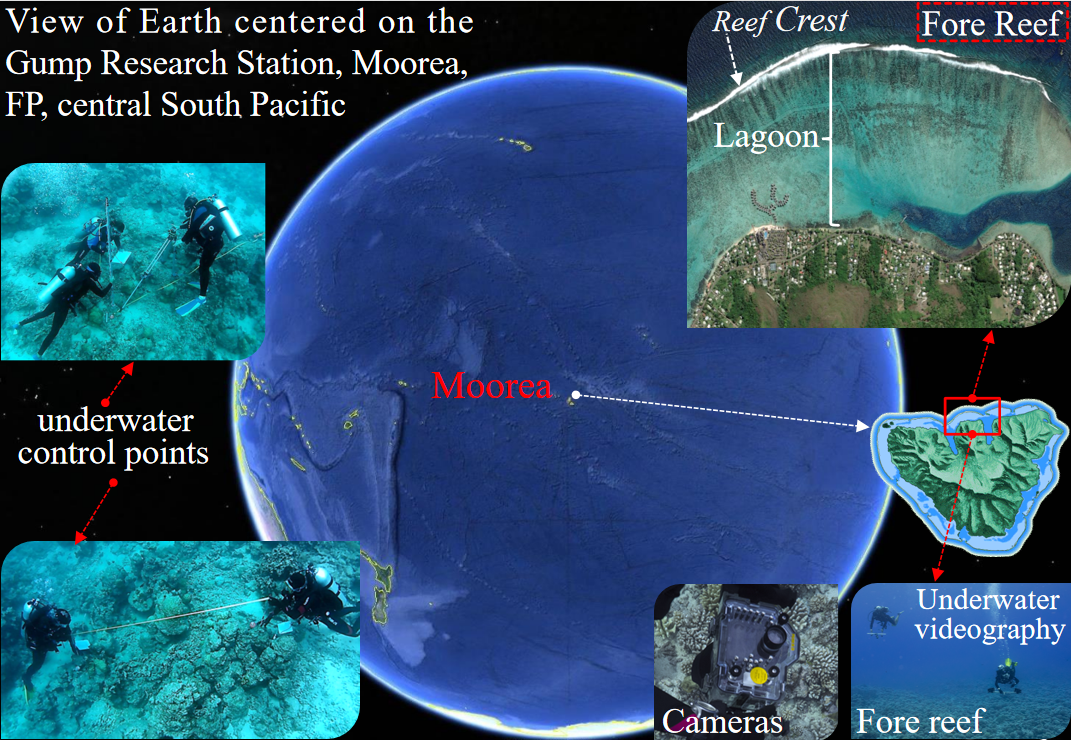 View of Earth centered on the
Gump Research Station, Moorea,
FP, central South Pacific
Reef Crest
Fore Reef
Lagoon
Moorea
underwater
control points
Cameras
Underwater
videography
Fore reef